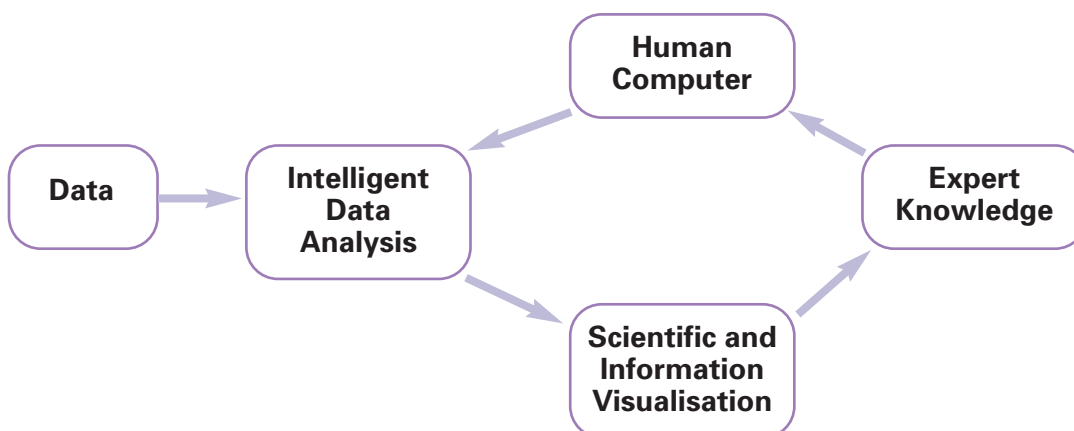 Human
Computer
Data
Intelligent
Data
Analysis
Expert
Knowledge
Scientific and
Information
Visualisation